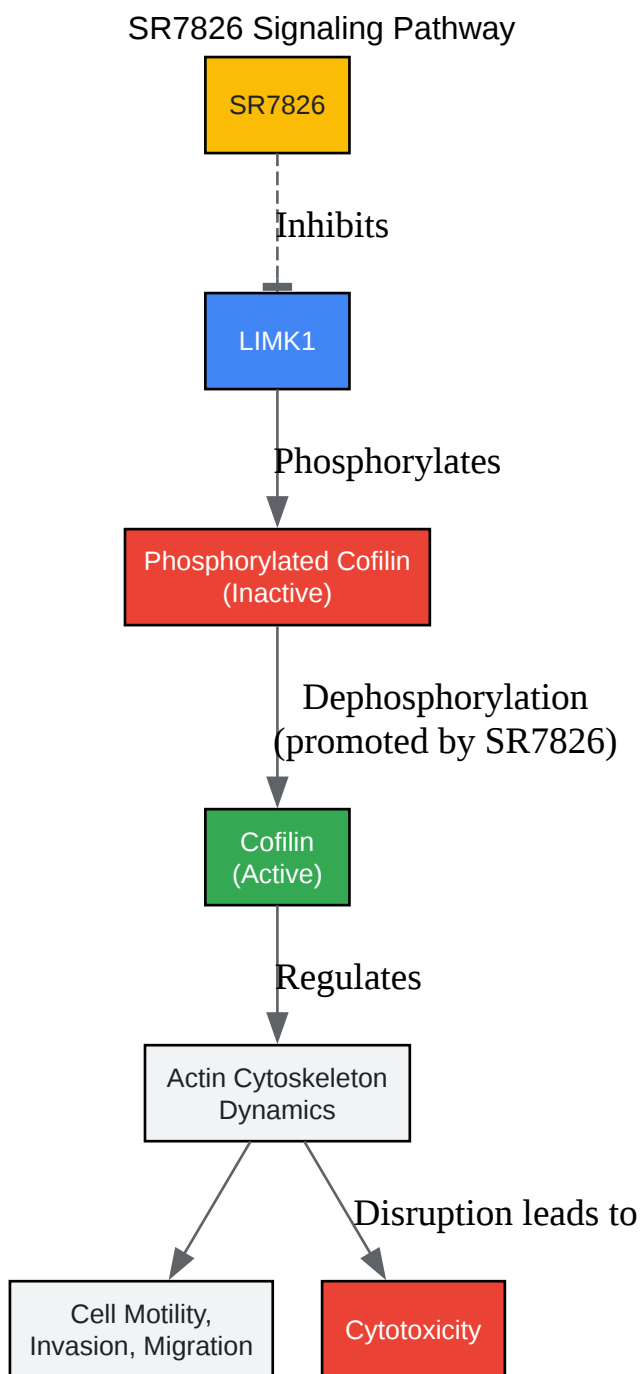 SR7826 Signaling Pathway
SR7826
Inhibits
LIMK1
Phosphorylates
Phosphorylated Cofilin
(Inactive)
Dephosphorylation
(promoted by SR7826)
Cofilin
(Active)
Regulates
Actin Cytoskeleton
Dynamics
Disruption leads to
Cell Motility,
Invasion, Migration
Cytotoxicity